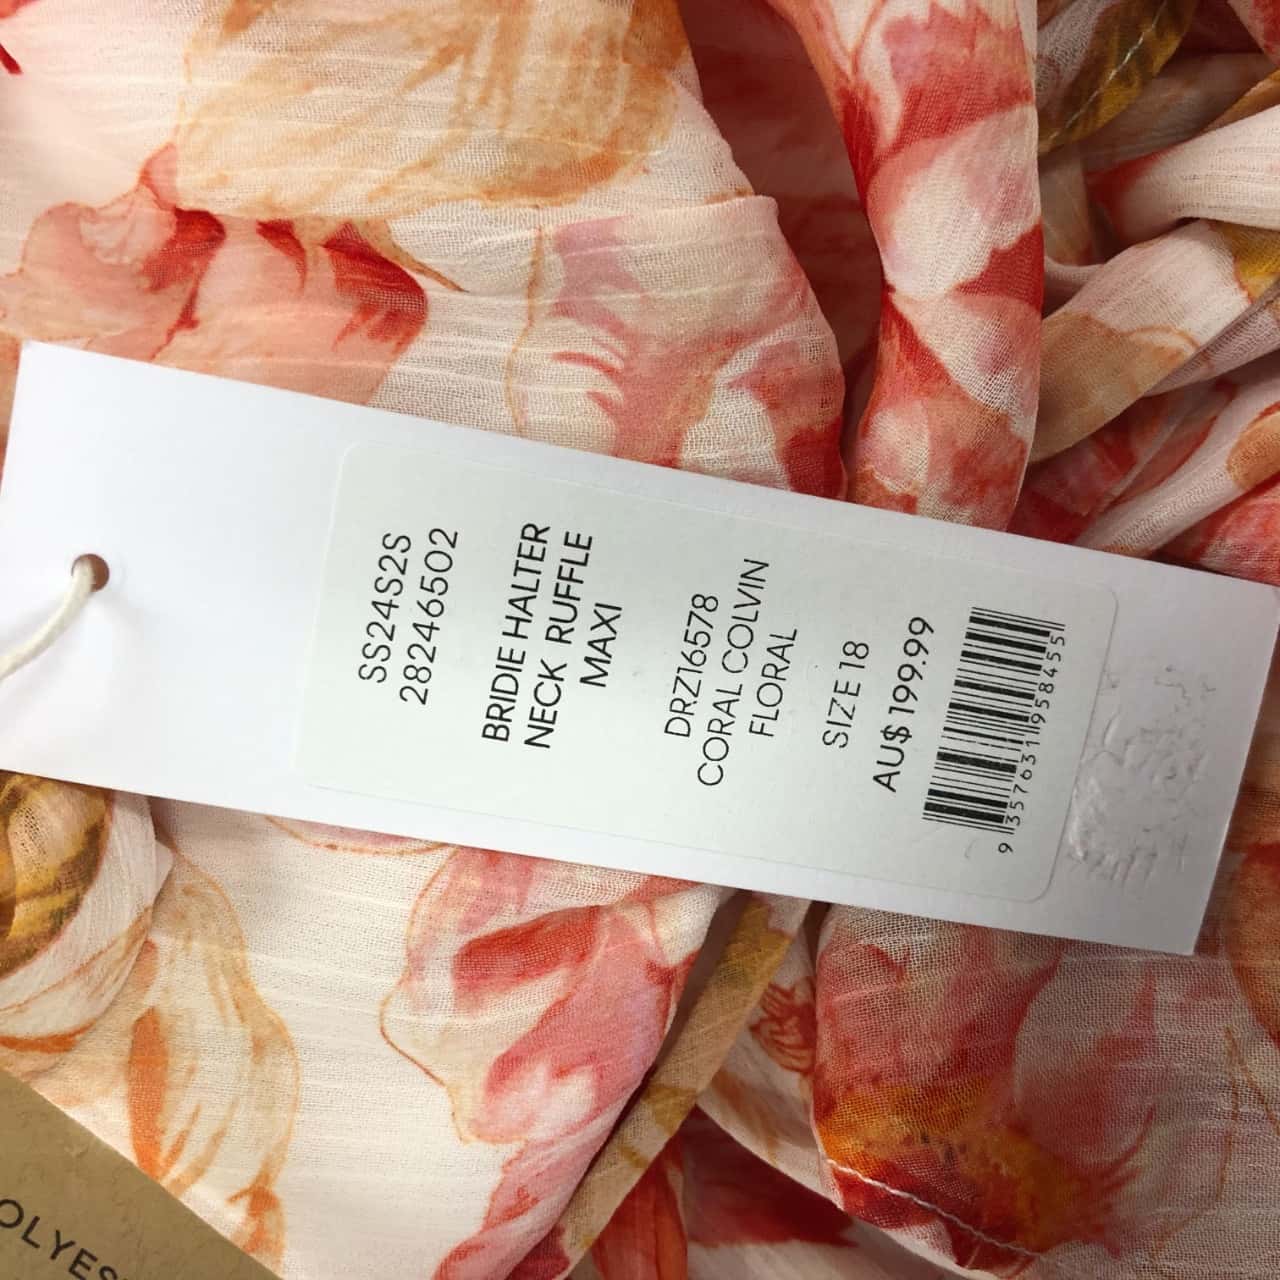 SS24S2S
28246502
BRIDIE HALTER
NECK RUFFLE
MAXI
DRZ16578
CORAL COLVIN
FLORAL
SIZE 18
AU$ 199.99
9 357631 958455
OLYES